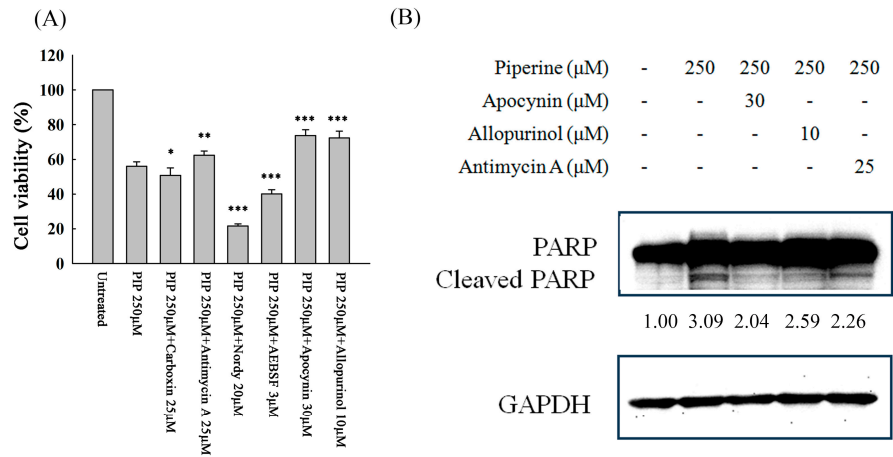 (A)
Cell viability (%)
120
100
80
60
40
20
0
*
**
***
***
***
***
Untreated
PIP 250μM
PIP 250μM+Carboxin 25μM
PIP 250μM+Antimycin A 25μM
PIP 250μM+Nordy 20μM
PIP 250μM+AEBSF 3μM
PIP 250μM+Apocynin 30μM
PIP 250μM+Allopurinol 10μM
(B)
Piperine (μM) - 250 250 250 250
Apocynin (μM) - - 30 - -
Allopurinol (μM) - - - 10 -
Antimycin A (μM) - - - - 25
PARP
Cleaved PARP
1.00 3.09 2.04 2.59 2.26
GAPDH